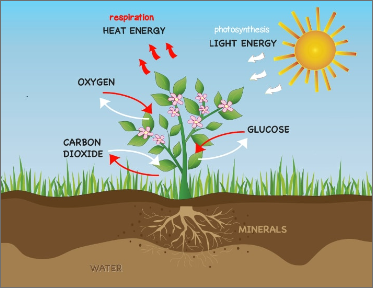 respiration
HEAT ENERGY
photosynthesis
LIGHT ENERGY
OXYGEN
GLUCOSE
CARBON
DIOXIDE
MINERALS
WATER